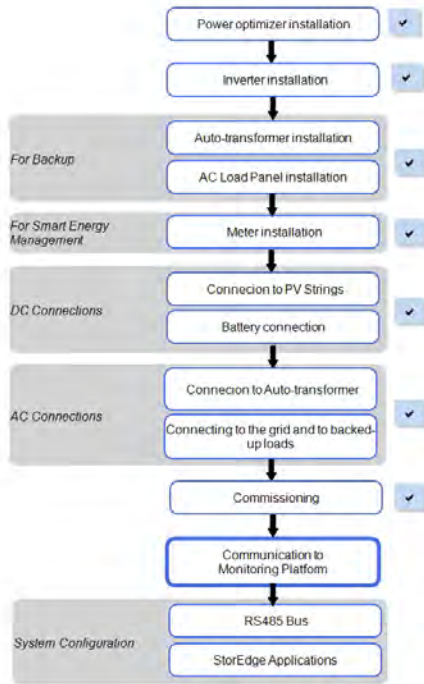 Power optimizer installation
Inverter installation
For Backup
Auto-transformer installation
AC Load Panel installation
For Smart Energy
Management
Meter installation
DC Connections
Connecion to PV Strings
Battery connection
AC Connections
Connecion to Auto-transformer
Connecting to the grid and to backed-
up loads
Commissioning
Communication to
Monitoring Platform
System Configuration
RS485 Bus
StorEdge Applications